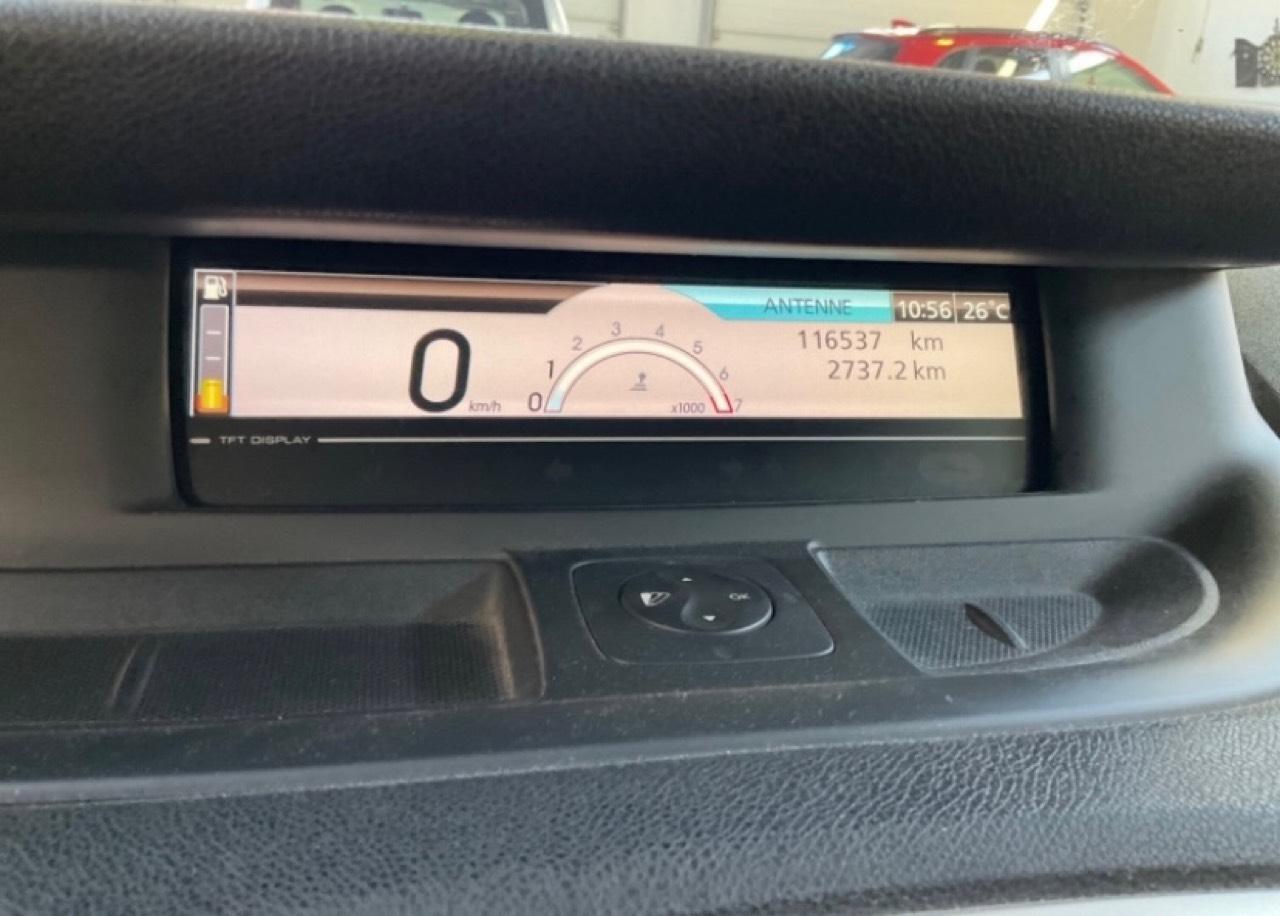 ANTENNE 10:56 26°C
116537 km
2737.2 km
0 km/h
0 1 2 3 4 5 6 7
x1000
TFT DISPLAY
OK